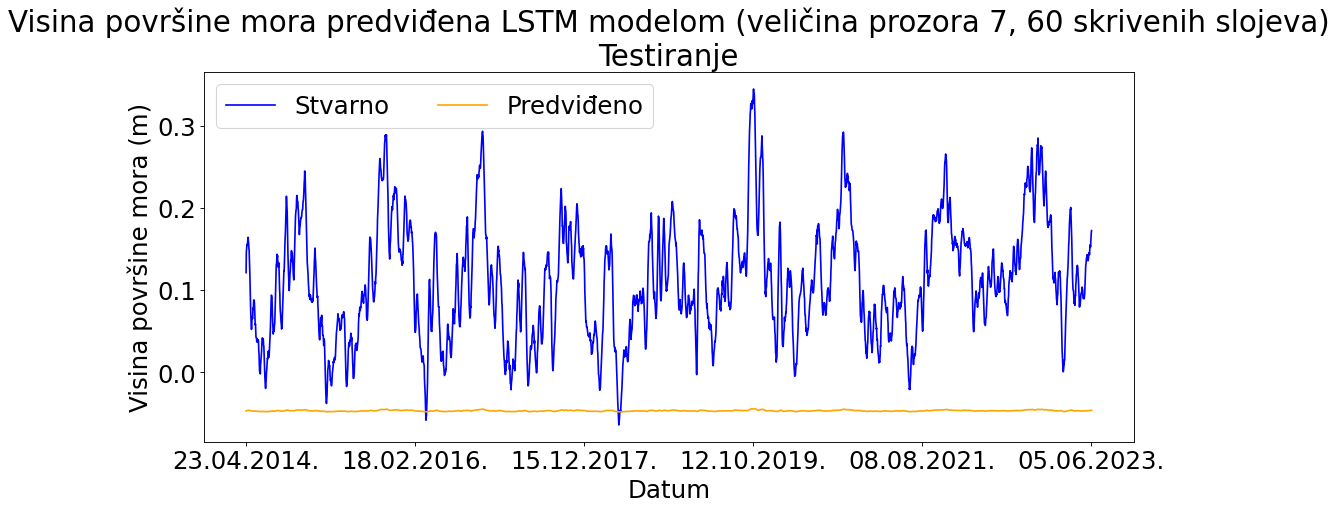 Visina površine mora predviđena LSTM modelom (veličina prozora 7, 60 skrivenih slojeva)
Testiranje
Stvarno Predviđeno
Visina površine mora (m)
0.3
0.2
0.1
0.0
23.04.2014. 18.02.2016. 15.12.2017. 12.10.2019. 08.08.2021. 05.06.2023.
Datum